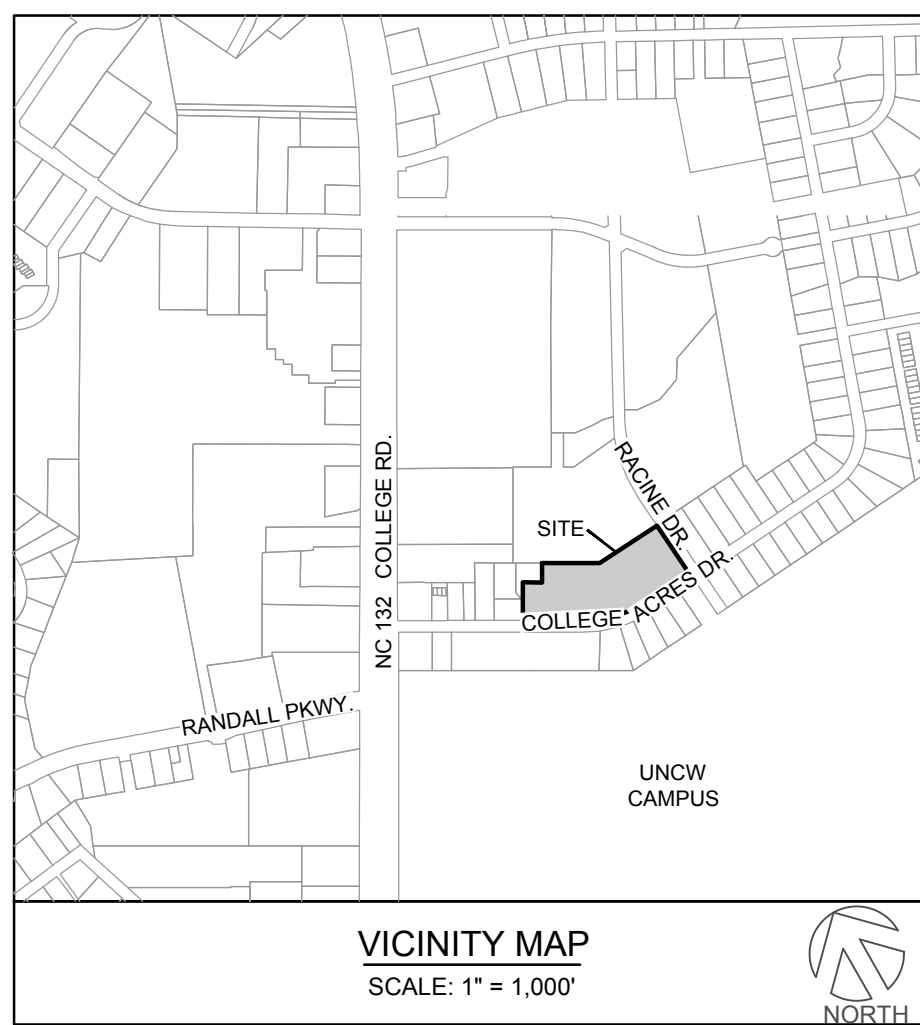 RACINE DR.
NC 132 COLLEGE RD.
SITE
COLLEGE ACRES DR.
RANDALL PKWY.
UNCW
CAMPUS
VICINITY MAP
SCALE: 1" = 1,000'
NORTH